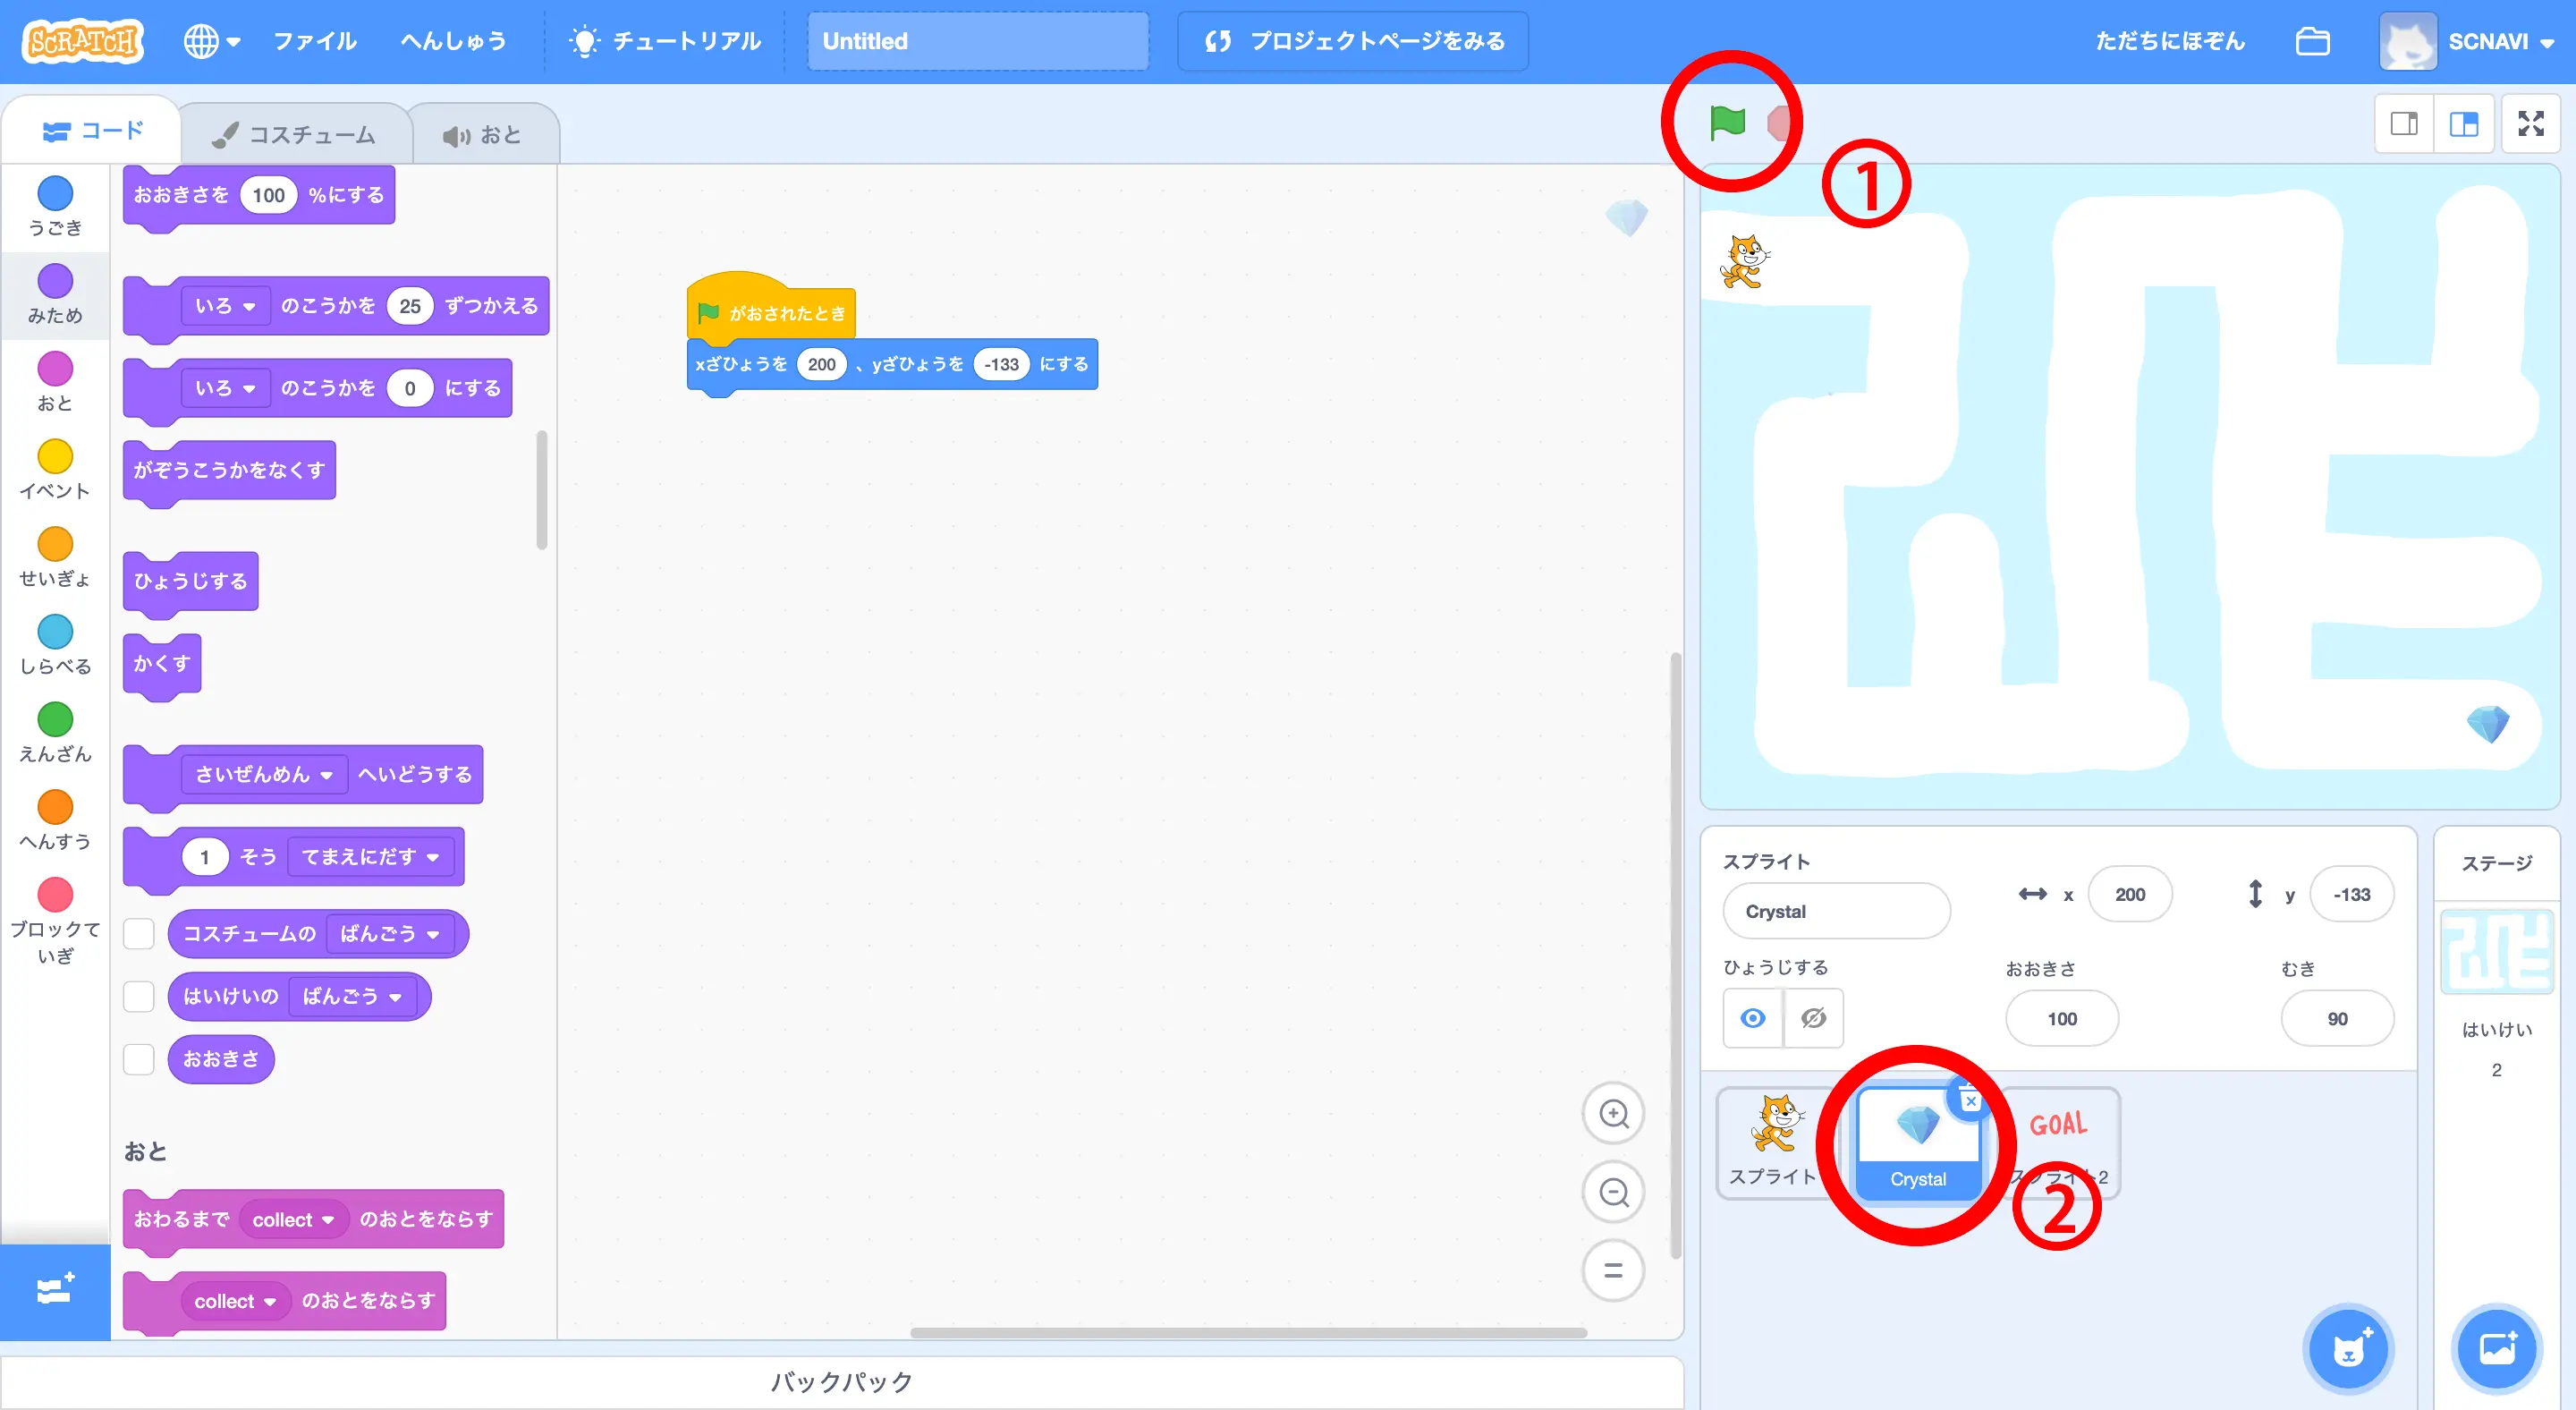 SCRATCH
ファイル
へんしゅう
チュートリアル
Untitled
プロジェクトページをみる
ただちにほぞん
SCNAVI
コード
コスチューム
おと
①
うごき
みため
おと
イベント
せいぎょ
しらべる
えんざん
へんすう
ブロックて
いぎ
おおきさを 100 %にする
いろ のこうかを 25 ずつかえる
いろ のこうかを 0 にする
がぞうこうかをなくす
ひょうじする
かくす
さいぜんめん へいどうする
1 そう てまえにだす
コスチュームの ばんごう
はいけいの ばんごう
おおきさ
おと
おわるまで collect のおとをならす
collect のおとをならす
がおされたとき
xざひょうを 200 、yざひょうを -133 にする
バックパック
スプライト
Crystal
x 200
y -133
ひょうじする
おおきさ
100
むき
90
スプライト
Crystal
GOAL
スプライト2
②
ステージ
はいけい
2